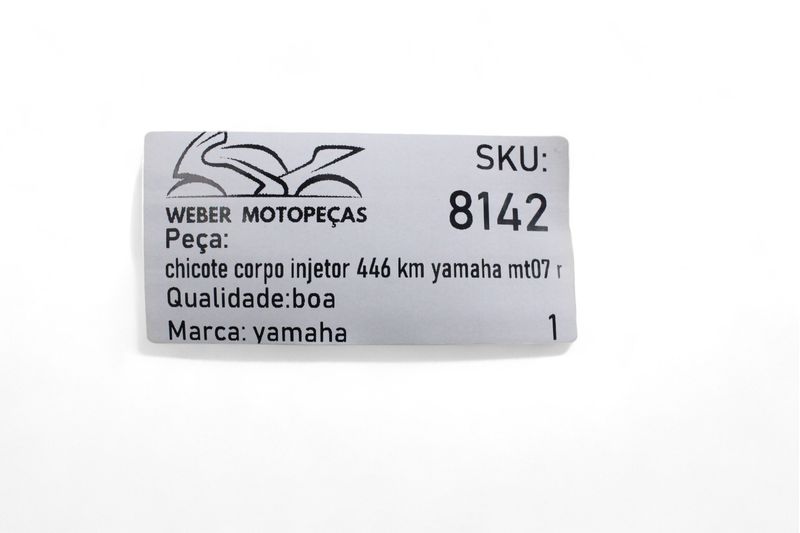 WEBER MOTOPEÇAS
SKU:
8142
Peça:
chicote corpo injetor 446 km yamaha mt07 r
Qualidade:boa
Marca: yamaha
1